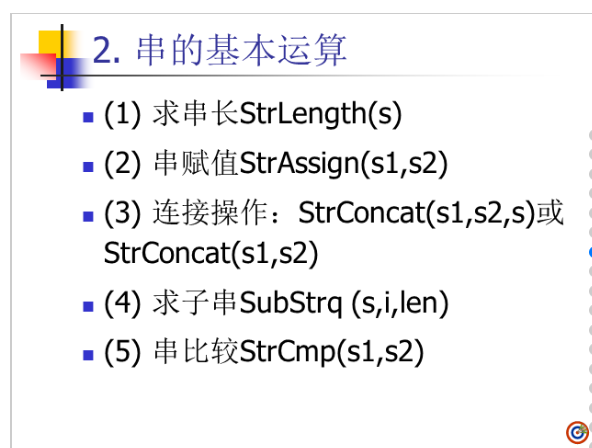 2. 串的基本运算
(1) 求串长StrLength(s)
(2) 串赋值StrAssign(s1,s2)
(3) 连接操作：StrConcat(s1,s2,s)或
StrConcat(s1,s2)
(4) 求子串SubStrq (s,i,len)
(5) 串比较StrCmp(s1,s2)